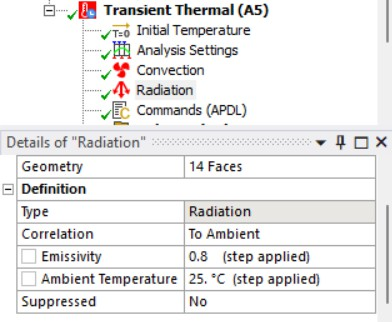 Transient Thermal (A5)
T=0 Initial Temperature
Analysis Settings
Convection
Radiation
Commands (APDL)
Details of "Radiation"
Geometry 14 Faces
Definition
Type Radiation
Correlation To Ambient
Emissivity 0.8 (step applied)
Ambient Temperature 25. °C (step applied)
Suppressed No